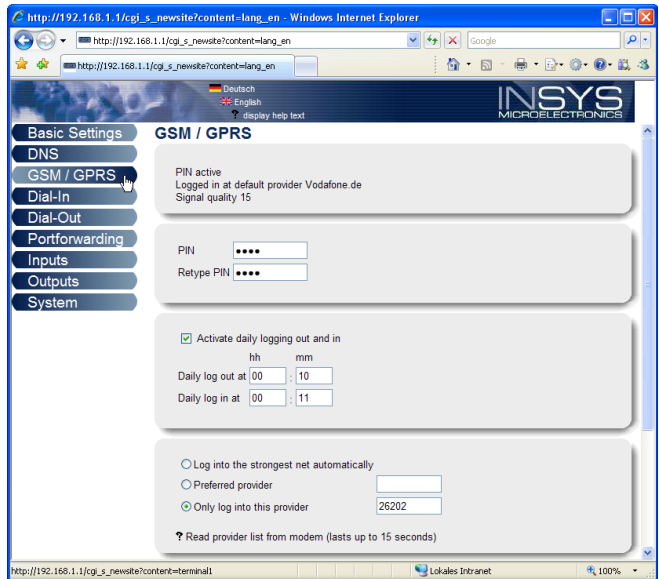 http://192.168.1.1/cgi_s_newsite?content=lang_en - Windows Internet Explorer
http://192.168.1.1/cgi_s_newsite?content=lang_en
Google
http://192.168.1.1/cgi_s_newsite?content=lang_en
Deutsch
English
? display help text
INSYS
MICROELECTRONICS
Basic Settings
DNS
GSM / GPRS
Dial-In
Dial-Out
Portforwarding
Inputs
Outputs
System
GSM / GPRS
PIN active
Logged in at default provider Vodafone.de
Signal quality 15
PIN ••••
Retype PIN ••••
Activate daily logging out and in
hh mm
Daily log out at 00 : 10
Daily log in at 00 : 11
Log into the strongest net automatically
Preferred provider
Only log into this provider 26202
? Read provider list from modem (lasts up to 15 seconds)
http://192.168.1.1/cgi_s_newsite?content=terminal1
Lokales Intranet
100%